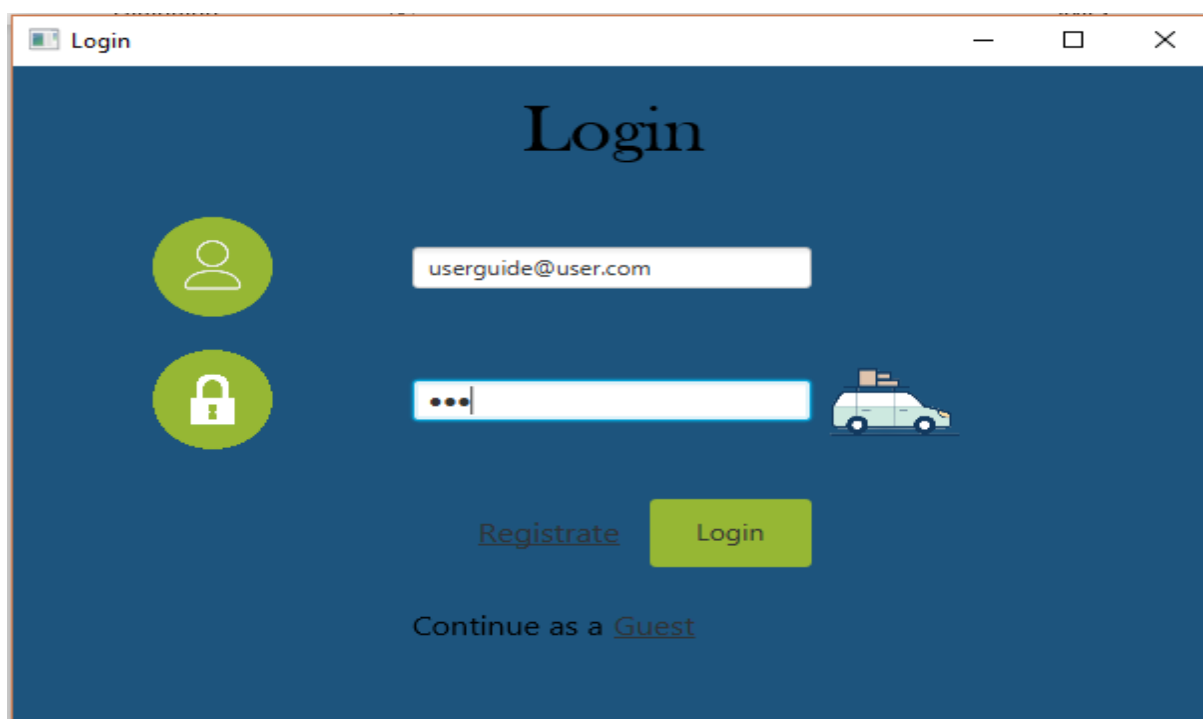 Login
Login
userguide@user.com
•••
Registrate Login
Continue as a Guest